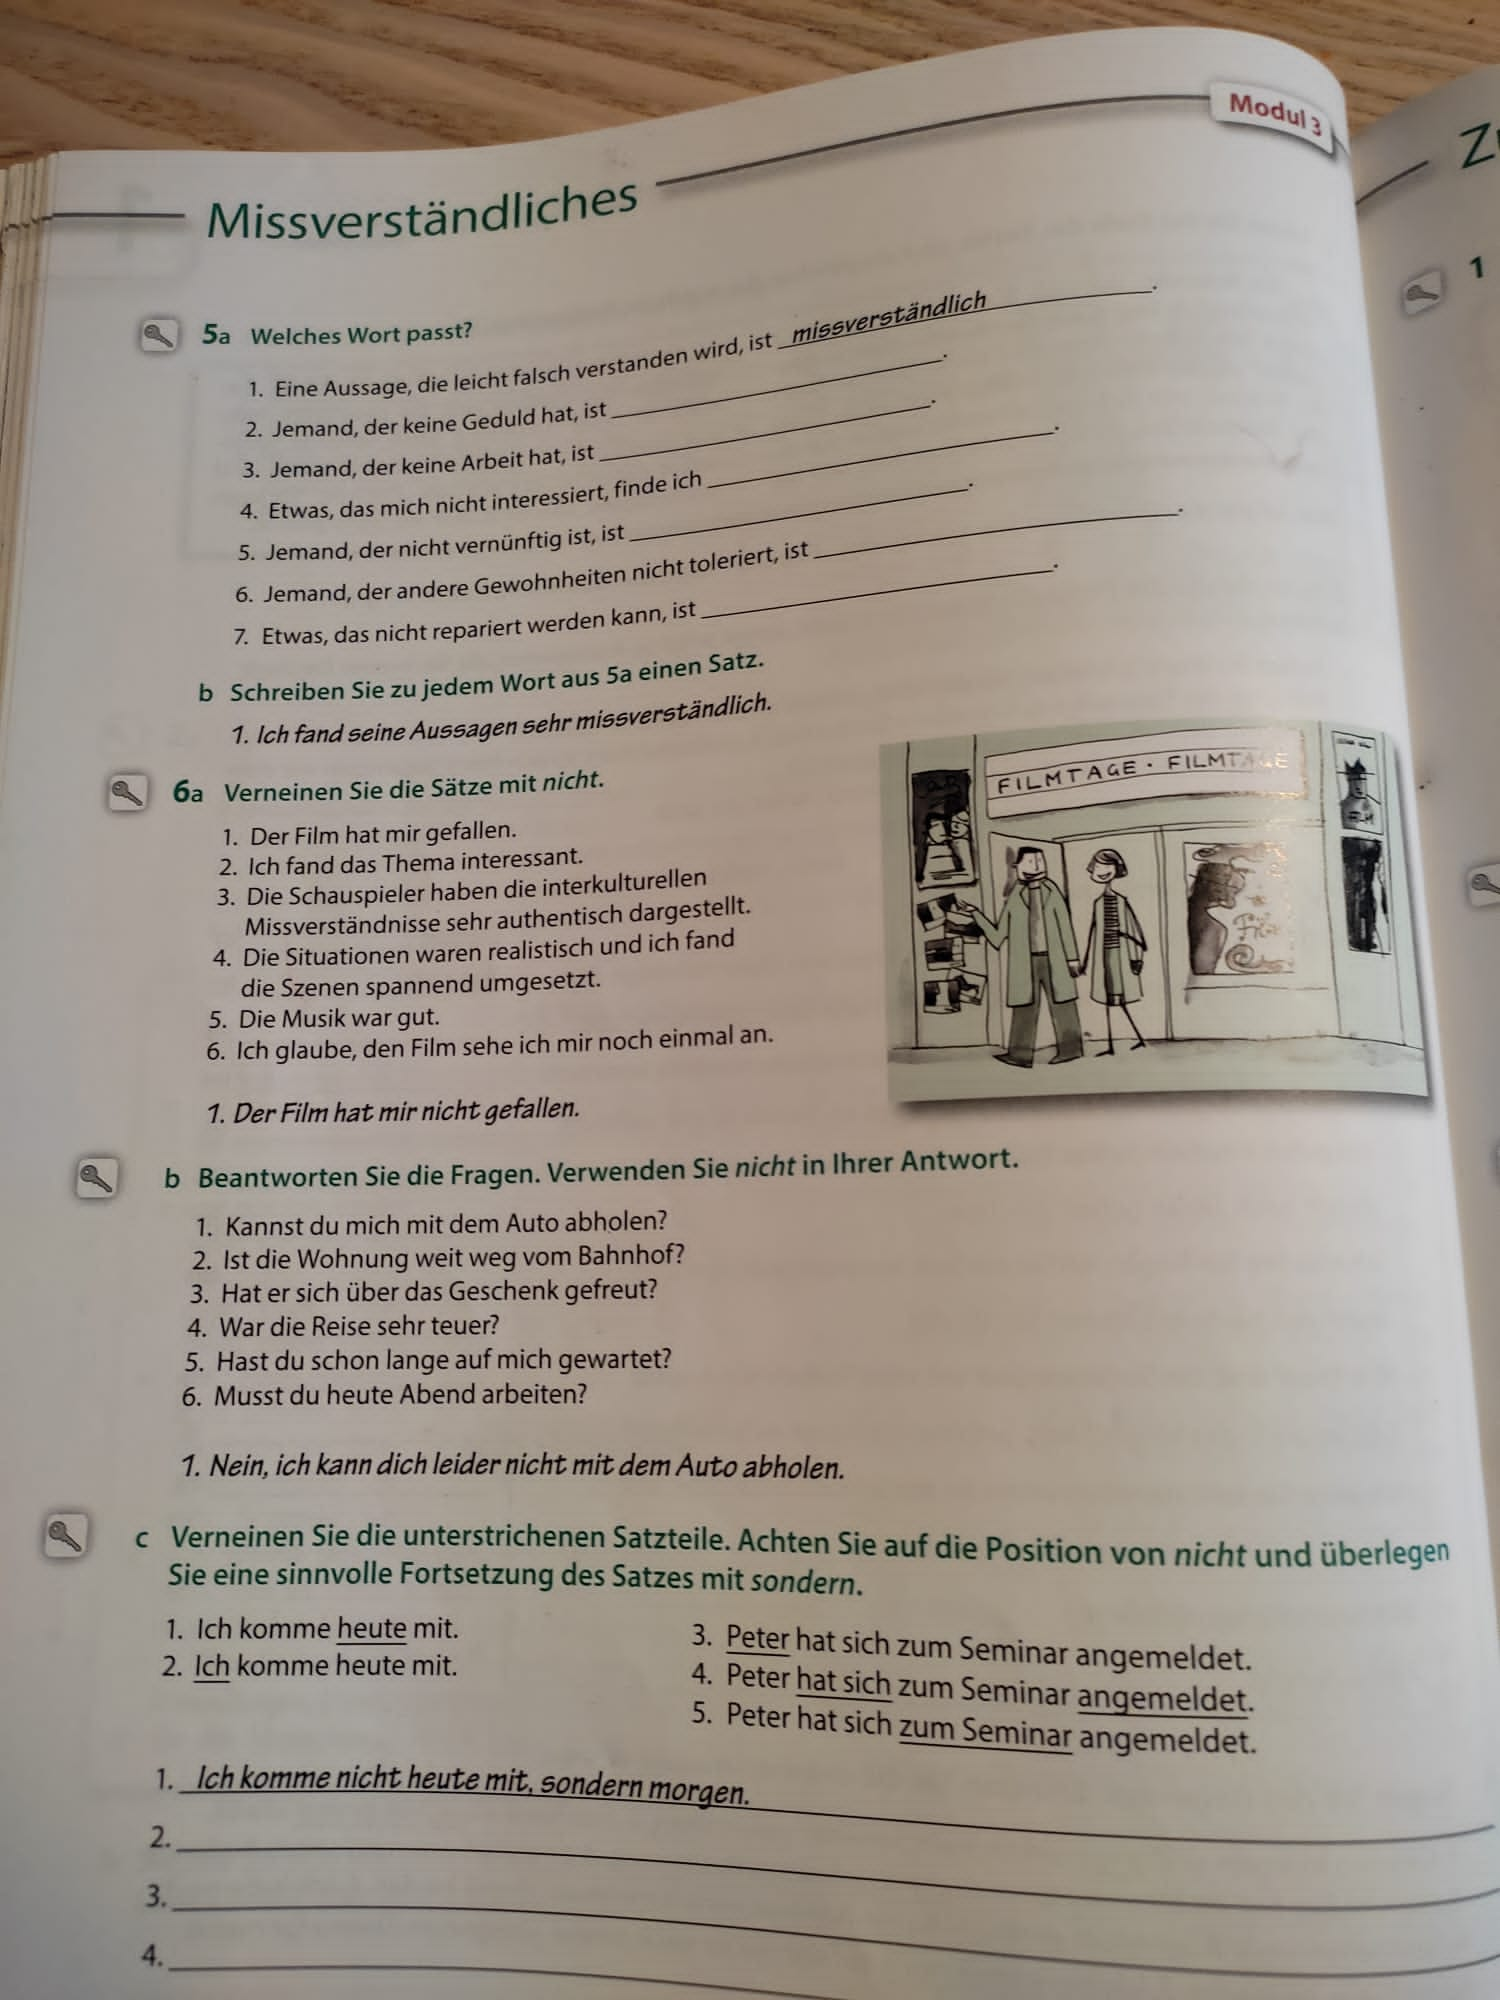 Modul 3
Missverständliches
5a Welches Wort passt?
1. Eine Aussage, die leicht falsch verstanden wird, ist missverständlich.
2. Jemand, der keine Geduld hat, ist .
3. Jemand, der keine Arbeit hat, ist .
4. Etwas, das mich nicht interessiert, finde ich .
5. Jemand, der nicht vernünftig ist, ist .
6. Jemand, der andere Gewohnheiten nicht toleriert, ist .
7. Etwas, das nicht repariert werden kann, ist .
b Schreiben Sie zu jedem Wort aus 5a einen Satz.
1. Ich fand seine Aussagen sehr missverständlich.
6a Verneinen Sie die Sätze mit nicht.
1. Der Film hat mir gefallen.
2. Ich fand das Thema interessant.
3. Die Schauspieler haben die interkulturellen
Missverständnisse sehr authentisch dargestellt.
4. Die Situationen waren realistisch und ich fand
die Szenen spannend umgesetzt.
5. Die Musik war gut.
6. Ich glaube, den Film sehe ich mir noch einmal an.
1. Der Film hat mir nicht gefallen.
FILMTAGE · FILMTAGE
b Beantworten Sie die Fragen. Verwenden Sie nicht in Ihrer Antwort.
1. Kannst du mich mit dem Auto abholen?
2. Ist die Wohnung weit weg vom Bahnhof?
3. Hat er sich über das Geschenk gefreut?
4. War die Reise sehr teuer?
5. Hast du schon lange auf mich gewartet?
6. Musst du heute Abend arbeiten?
1. Nein, ich kann dich leider nicht mit dem Auto abholen.
c Verneinen Sie die unterstrichenen Satzteile. Achten Sie auf die Position von nicht und überlegen
Sie eine sinnvolle Fortsetzung des Satzes mit sondern.
1. Ich komme heute mit.
2. Ich komme heute mit.
3. Peter hat sich zum Seminar angemeldet.
4. Peter hat sich zum Seminar angemeldet.
5. Peter hat sich zum Seminar angemeldet.
1. Ich komme nicht heute mit, sondern morgen.
2.
3.
4.
1